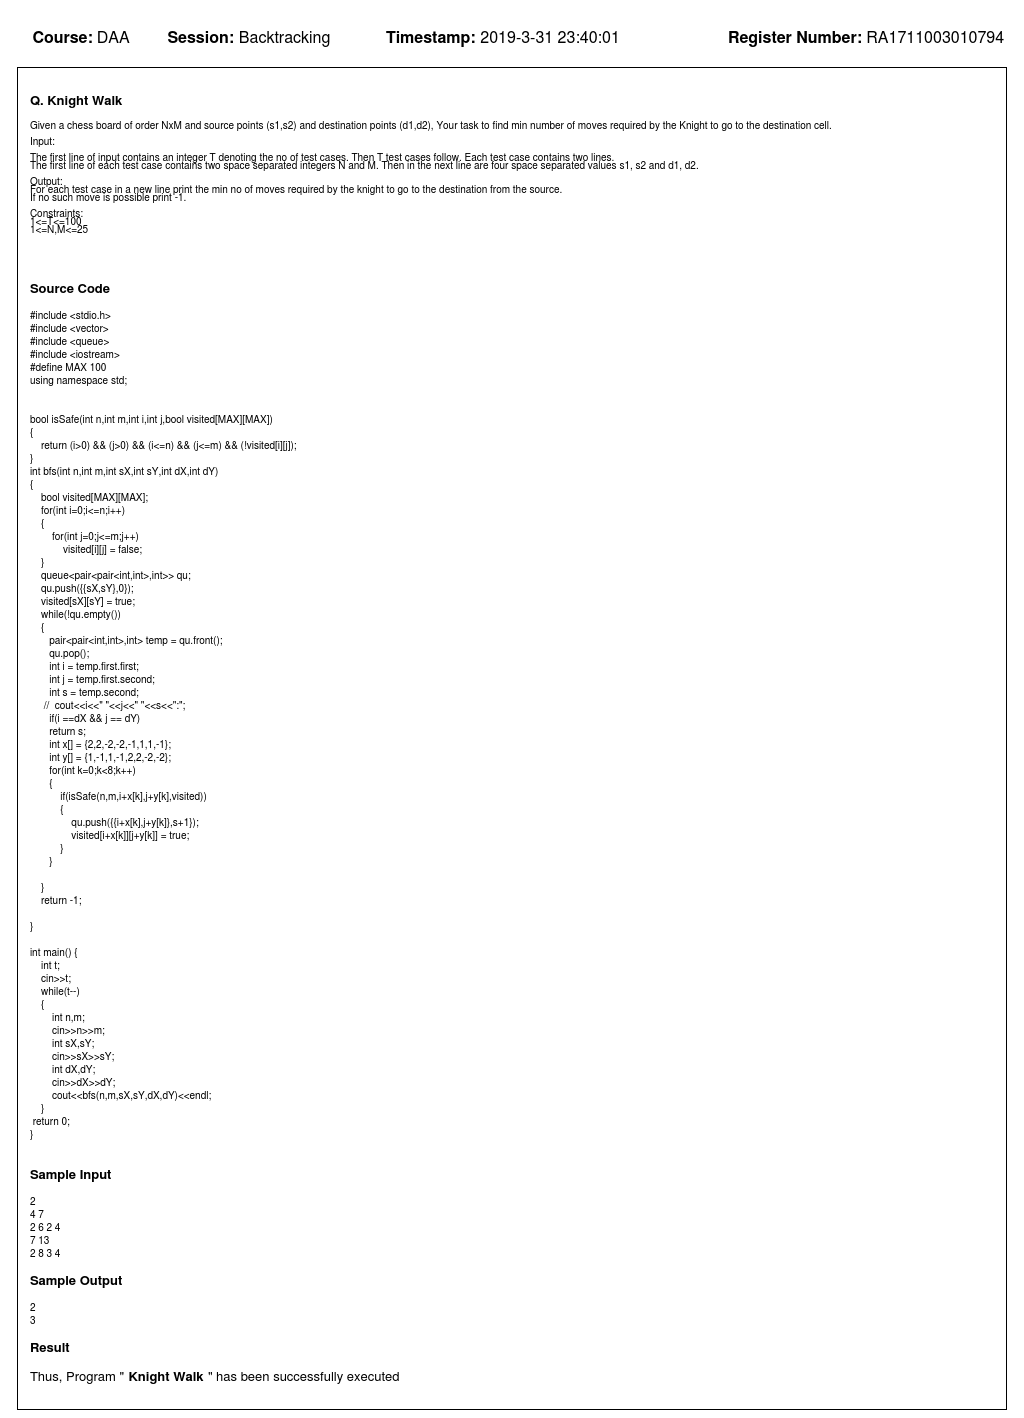 Course: DAA Session: Backtracking Timestamp: 2019-3-31 23:40:01 Register Number: RA1711003010794
Q. Knight Walk
Given a chess board of order NxM and source points (s1,s2) and destination points (d1,d2), Your task to find min number of moves required by the Knight to go to the destination cell.
Input:
The first line of input contains an integer T denoting the no of test cases. Then T test cases follow. Each test case contains two lines.
The first line of each test case contains two space separated integers N and M. Then in the next line are four space separated values s1, s2 and d1, d2.
Output:
For each test case in a new line print the min no of moves required by the knight to go to the destination from the source.
If no such move is possible print -1.
Constraints:
1<=T<=100
1<=N,M<=25
Source Code
#include <stdio.h>
#include <vector>
#include <queue>
#include <iostream>
#define MAX 100
using namespace std;
bool isSafe(int n,int m,int i,int j,bool visited[MAX][MAX])
{
return (i>0) && (j>0) && (i<=n) && (j<=m) && (!visited[i][j]);
}
int bfs(int n,int m,int sX,int sY,int dX,int dY)
{
bool visited[MAX][MAX];
for(int i=0;i<=n;i++)
{
for(int j=0;j<=m;j++)
visited[i][j] = false;
}
queue<pair<pair<int,int>,int>> qu;
qu.push({{sX,sY},0});
visited[sX][sY] = true;
while(!qu.empty())
{
pair<pair<int,int>,int> temp = qu.front();
qu.pop();
int i = temp.first.first;
int j = temp.first.second;
int s = temp.second;
// cout<<i<<" "<<j<<" "<<s<<":";
if(i ==dX && j == dY)
return s;
int x[] = {2,2,-2,-2,-1,1,1,-1};
int y[] = {1,-1,1,-1,2,2,-2,-2};
for(int k=0;k<8;k++)
{
if(isSafe(n,m,i+x[k],j+y[k],visited))
{
qu.push({{i+x[k],j+y[k]},s+1});
visited[i+x[k]][j+y[k]] = true;
}
}
}
return -1;
}
int main() {
int t;
cin>>t;
while(t--)
{
int n,m;
cin>>n>>m;
int sX,sY;
cin>>sX>>sY;
int dX,dY;
cin>>dX>>dY;
cout<<bfs(n,m,sX,sY,dX,dY)<<endl;
}
return 0;
}
Sample Input
2
4 7
2 6 2 4
7 13
2 8 3 4
Sample Output
2
3
Result
Thus, Program " Knight Walk " has been successfully executed